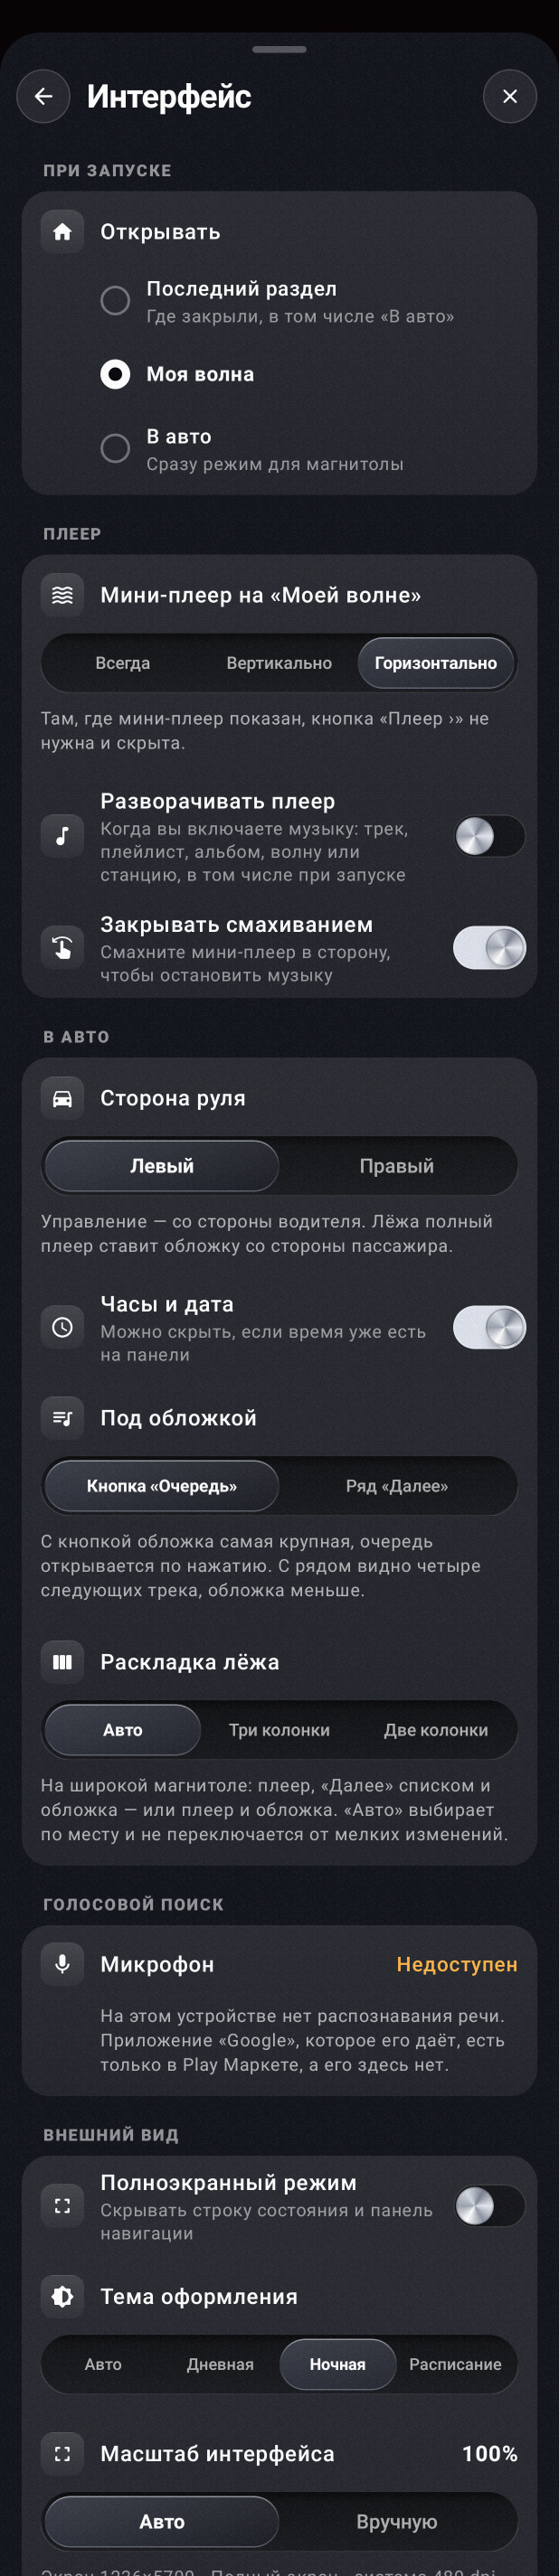 Интерфейс
ПРИ ЗАПУСКЕ
Открывать
Последний раздел
Где закрыли, в том числе «В авто»
Моя волна
В авто
Сразу режим для магнитолы
ПЛЕЕР
Мини-плеер на «Моей волне»
Всегда Вертикально Горизонтально
Там, где мини-плеер показан, кнопка «Плеер ›» не
нужна и скрыта.
Разворачивать плеер
Когда вы включаете музыку: трек,
плейлист, альбом, волну или
станцию, в том числе при запуске
Закрывать смахиванием
Смахните мини-плеер в сторону,
чтобы остановить музыку
В АВТО
Сторона руля
Левый Правый
Управление — со стороны водителя. Лёжа полный
плеер ставит обложку со стороны пассажира.
Часы и дата
Можно скрыть, если время уже есть
на панели
Под обложкой
Кнопка «Очередь» Ряд «Далее»
С кнопкой обложка самая крупная, очередь
открывается по нажатию. С рядом видно четыре
следующих трека, обложка меньше.
Раскладка лёжа
Авто Три колонки Две колонки
На широкой магнитоле: плеер, «Далее» списком и
обложка — или плеер и обложка. «Авто» выбирает
по месту и не переключается от мелких изменений.
ГОЛОСОВОЙ ПОИСК
Микрофон Недоступен
На этом устройстве нет распознавания речи.
Приложение «Google», которое его даёт, есть
только в Play Маркете, а его здесь нет.
ВНЕШНИЙ ВИД
Полноэкранный режим
Скрывать строку состояния и панель
навигации
Тема оформления
Авто Дневная Ночная Расписание
Масштаб интерфейса 100%
Авто Вручную